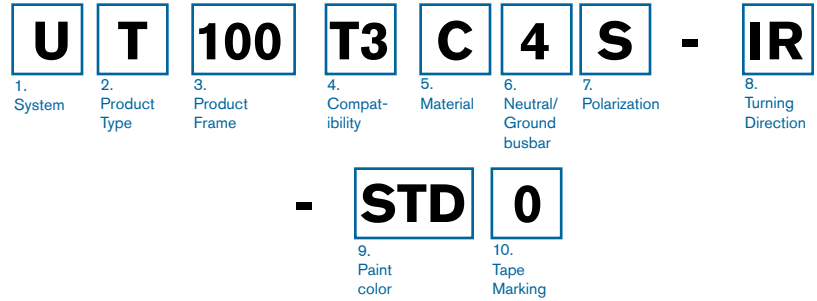 U T 100 T3 C 4 S - IR
1. 2. 3. 4. 5. 6. 7. 8.
System Product Product Compat- Material Neutral/ Polarization Turning
Type Frame ibility Ground Direction
busbar
- STD 0
9. 10.
Paint Tape
color Marking